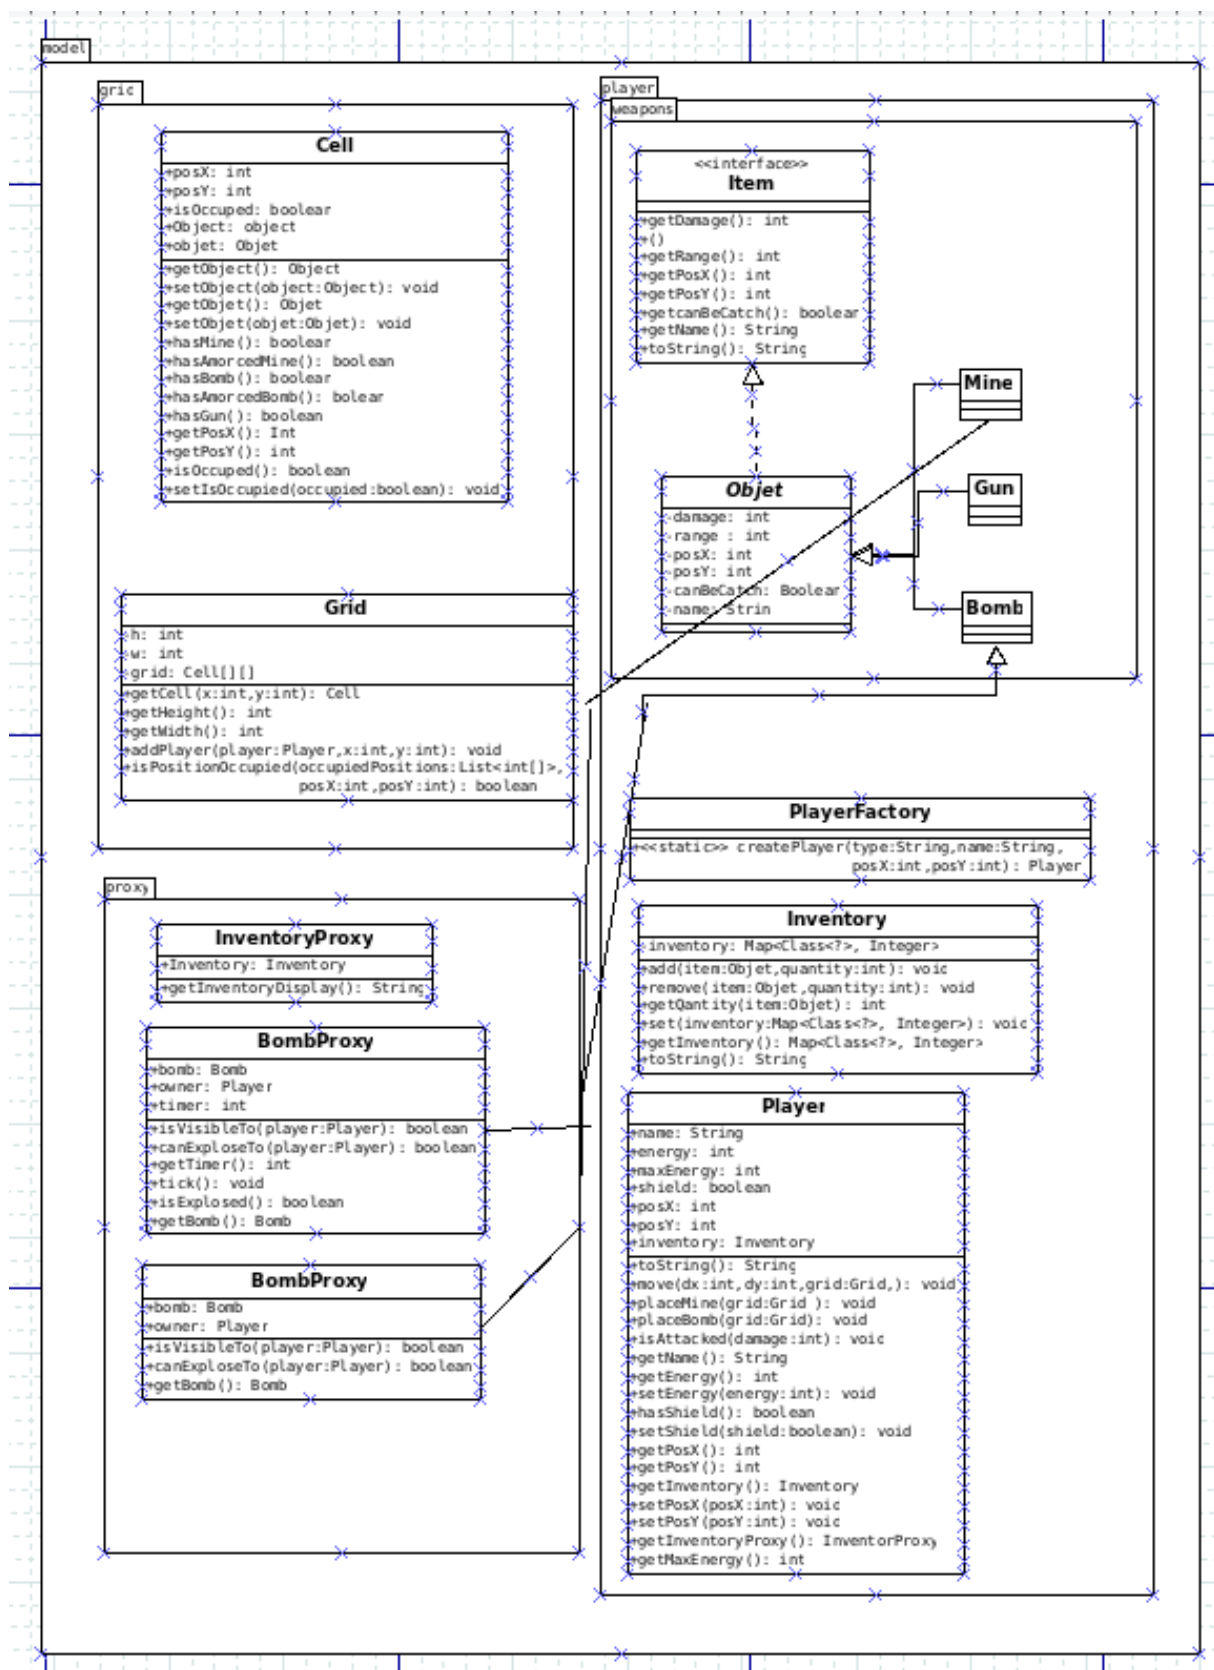 model
gric
Cell
+posX: int
+posY: int
+isOccuped: boolear
+Object: object
+objet: Objet
+getObject(): Object
+setObject(object:Object): void
+getObjet(): Objet
+setObjet(objet:Objet): void
+hasMine(): boolear
+hasAmorcedMine(): boolean
+hasBomb(): boolear
+hasAmorcedBomb(): bolear
+hasGun(): boolean
+getPosX(): Int
+getPosY(): int
+isOccuped(): boolean
+setIsOccupied(occupied:boolean): void
Grid
-h: int
-w: int
-grid: Cell[][]
+getCell(x:int,y:int): Cell
+getHeight(): int
+getWidth(): int
+addPlayer(player:Player,x:int,y:int): void
+isPositionOccupied(occupiedPositions:List<int[]>,
posX:int,posY:int): boolean
proxy
InventoryProxy
+Inventory: Inventory
+getInventoryDisplay(): String
BombProxy
+bomb: Bomb
+owner: Player
+timer: int
+isVisibleTo(player:Player): boolean
+canExploseTo(player:Player): boolean
+getTimer(): int
+tick(): void
+isExplosed(): boolean
+getBomb(): Bomb
BombProxy
+bomb: Bomb
+owner: Player
+isVisibleTo(player:Player): boolean
+canExploseTo(player:Player): boolean
+getBomb(): Bomb
player
weapons
<<interface>>
Item
+getDamage(): int
+()
+getRange(): int
+getPosX(): int
+getPosY(): int
+getcanBeCatch(): boolear
+getName(): String
+toString(): String
Mine
Gun
Bomb
Objet
-damage: int
-range : int
-posX: int
-posY: int
-canBeCatch: Boolear
-name: Strin
PlayerFactory
+<<static>> createPlayer(type:String,name:String,
posX:int,posY:int): Player
Inventory
-inventory: Map<Class<?>, Integer>
+add(item:Objet,quantity:int): voic
+remove(item:Objet,quantity:int): void
+getQantity(item:Objet): int
+set(inventory:Map<Class<?>, Integer>): voic
+getInventory(): Map<Class<?>, Integer>
+toString(): String
Player
+name: String
+energy: int
+maxEnergy: int
+shield: boolean
+posX: int
+posY: int
+inventory: Inventory
+toString(): String
+move(dx:int,dy:int,grid:Grid,): void
+placeMine(grid:Grid ): void
+placeBomb(grid:Grid): void
+isAttacked(damage:int): voic
+getName(): String
+getEnergy(): int
+setEnergy(energy:int): void
+hasShield(): boolean
+setShield(shield:boolean): void
+getPosX(): int
+getPosY(): int
+getInventory(): Inventory
+setPosX(posX:int): voic
+setPosY(posY:int): void
+getInventoryProxy(): InventorProxy
+getMaxEnergy(): int